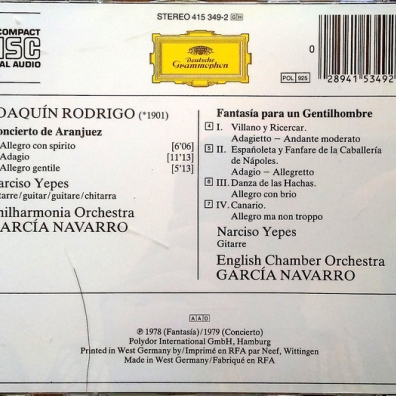 COMPACT
DISC
DIGITAL AUDIO
STEREO 415 349-2 GH
Deutsche
Grammophon
0
28941 53492
POL 925
JOAQUÍN RODRIGO (*1901)
Concierto de Aranjuez
Allegro con spirito [6'06]
Adagio [11'13]
Allegro gentile [5'13]
Narciso Yepes
Gitarre/guitar/guitare/chitarra
Philharmonia Orchestra
GARCÍA NAVARRO
Fantasía para un Gentilhombre
4 I. Villano y Ricercar.
Adagietto – Andante moderato
5 II. Españoleta y Fanfare de la Caballería
de Nápoles.
Adagio – Allegretto
6 III. Danza de las Hachas.
Allegro con brio
7 IV. Canario.
Allegro ma non troppo
Narciso Yepes
Gitarre
English Chamber Orchestra
GARCÍA NAVARRO
AAD
℗ 1978 (Fantasía)/1979 (Concierto)
Polydor International GmbH, Hamburg
Printed in West Germany by/Imprimé en RFA par Neef, Wittingen
Made in West Germany/Fabriqué en RFA